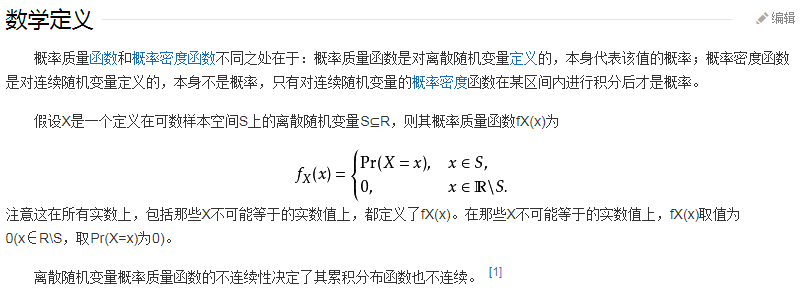 数学定义
编辑
概率质量函数和概率密度函数不同之处在于：概率质量函数是对离散随机变量定义的，本身代表该值的概率；概率密度函数
是对连续随机变量定义的，本身不是概率，只有对连续随机变量的概率密度函数在某区间内进行积分后才是概率。
假设X是一个定义在可数样本空间S上的离散随机变量S⊆R，则其概率质量函数fX(x)为
f_X(x) = { Pr(X = x), x ∈ S,
0, x ∈ ℝ\S.
注意这在所有实数上，包括那些X不可能等于的实数值上，都定义了fX(x)。在那些X不可能等于的实数值上，fX(x)取值为
0(x∈R\S，取Pr(X=x)为0)。
离散随机变量概率质量函数的不连续性决定了其累积分布函数也不连续。 [1]